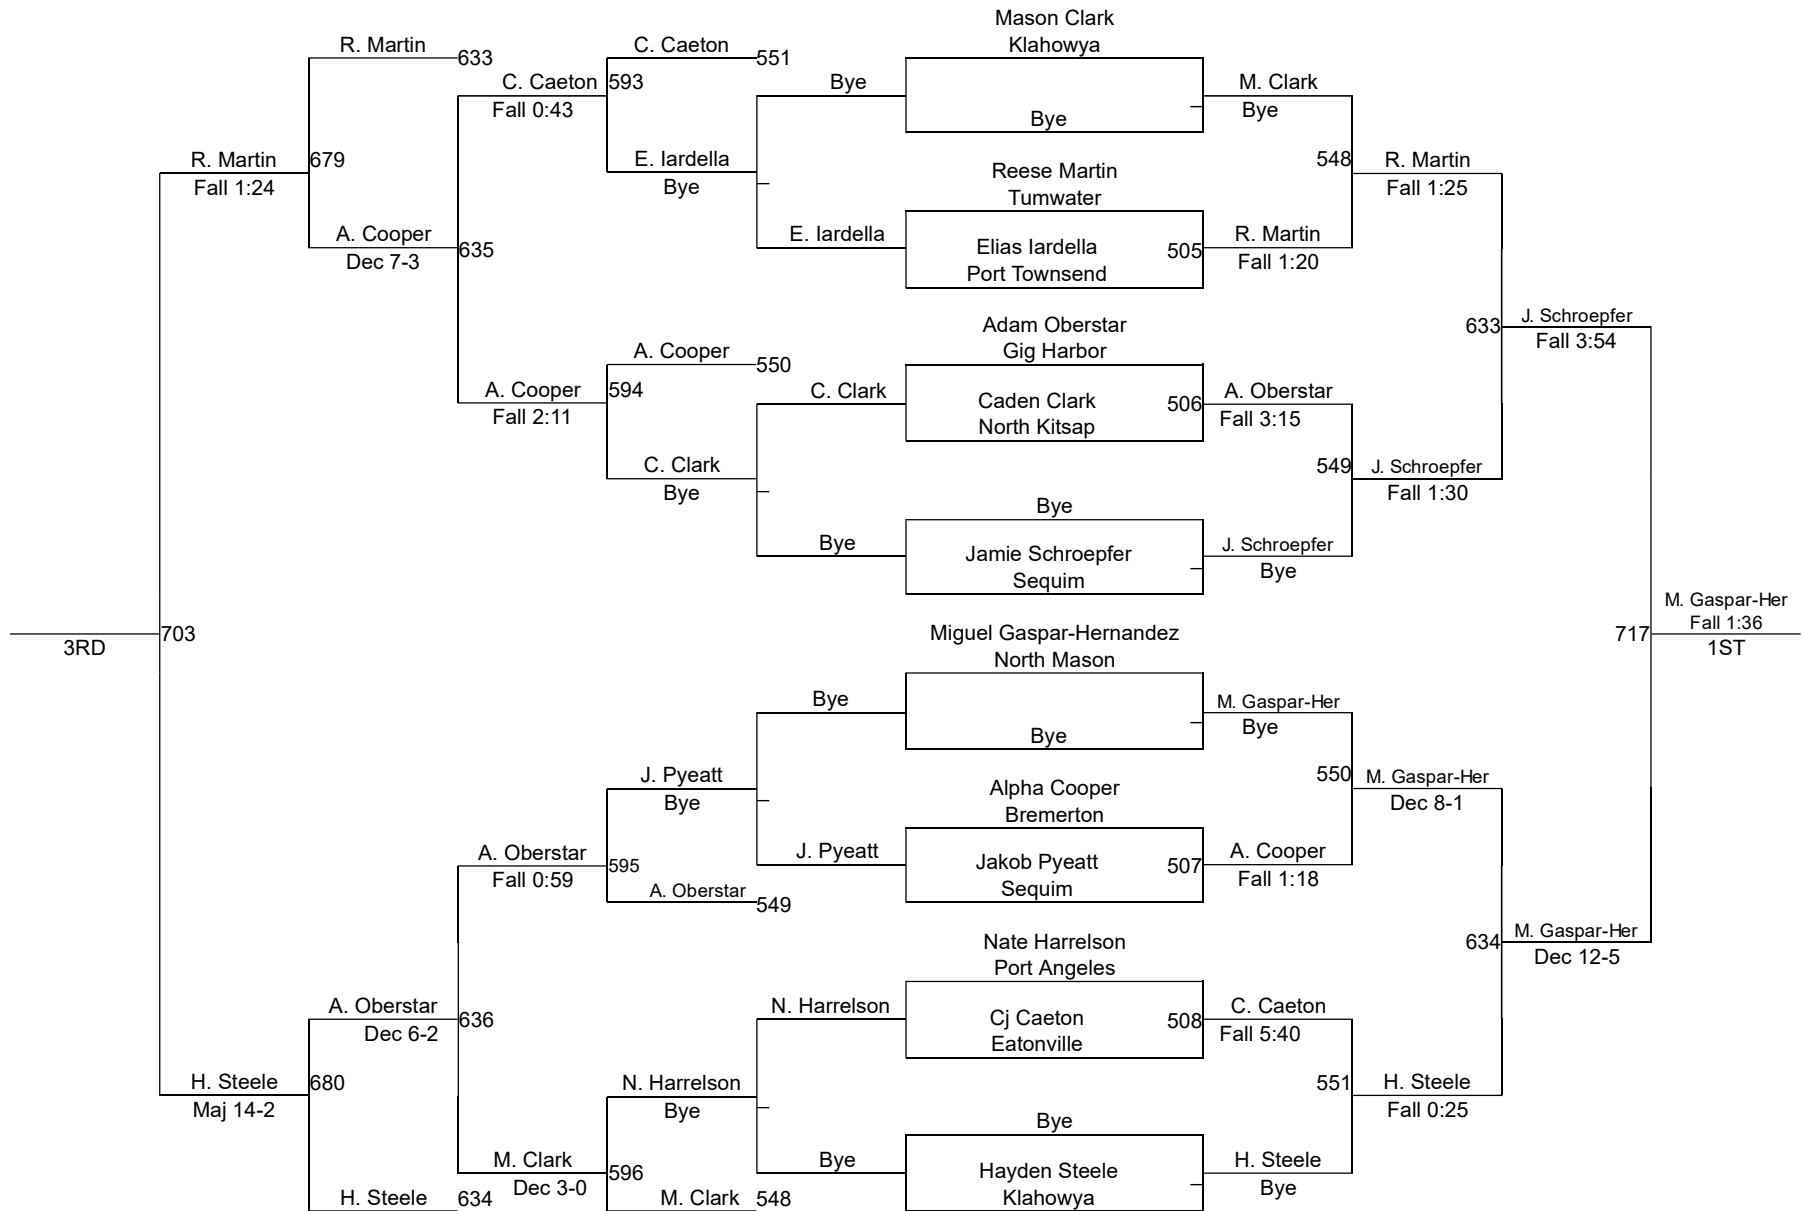 Mason Clark
R. Martin
C. Caeton
Klahowya
633
551
C. Caeton
593
Bye
M. Clark
Fall 0:43
Bye
Bye
R. Martin
679
E. Iardella
548
R. Martin
Fall 1:24
Bye
Reese Martin
Fall 1:25
Tumwater
A. Cooper
635
E. Iardella
Elias Iardella
505
R. Martin
Dec 7-3
Port Townsend
Fall 1:20
Adam Oberstar
633
J. Schroepfer
A. Cooper
550
Gig Harbor
Fall 3:54
A. Cooper
594
C. Clark
Caden Clark
506
A. Oberstar
Fall 2:11
North Kitsap
Fall 3:15
C. Clark
549
J. Schroepfer
Bye
Fall 1:30
Bye
Bye
Jamie Schroepfer
J. Schroepfer
Sequim
Bye
M. Gaspar-Her
703
Miguel Gaspar-Hernandez
717
Fall 1:36
3RD
North Mason
1ST
Bye
M. Gaspar-Her
Bye
Bye
J. Pyeatt
550
M. Gaspar-Her
Bye
Alpha Cooper
Dec 8-1
Bremerton
A. Oberstar
595
J. Pyeatt
Jakob Pyeatt
507
A. Cooper
Fall 0:59
Sequim
Fall 1:18
A. Oberstar
549
Nate Harrelson
634
M. Gaspar-Her
Port Angeles
Dec 12-5
A. Oberstar
636
N. Harrelson
Cj Caeton
508
C. Caeton
Dec 6-2
Eatonville
Fall 5:40
H. Steele
680
N. Harrelson
551
H. Steele
Maj 14-2
Bye
Bye
Fall 0:25
M. Clark
596
Bye
Hayden Steele
H. Steele
Dec 3-0
Klahowya
Bye
H. Steele
634
M. Clark
548